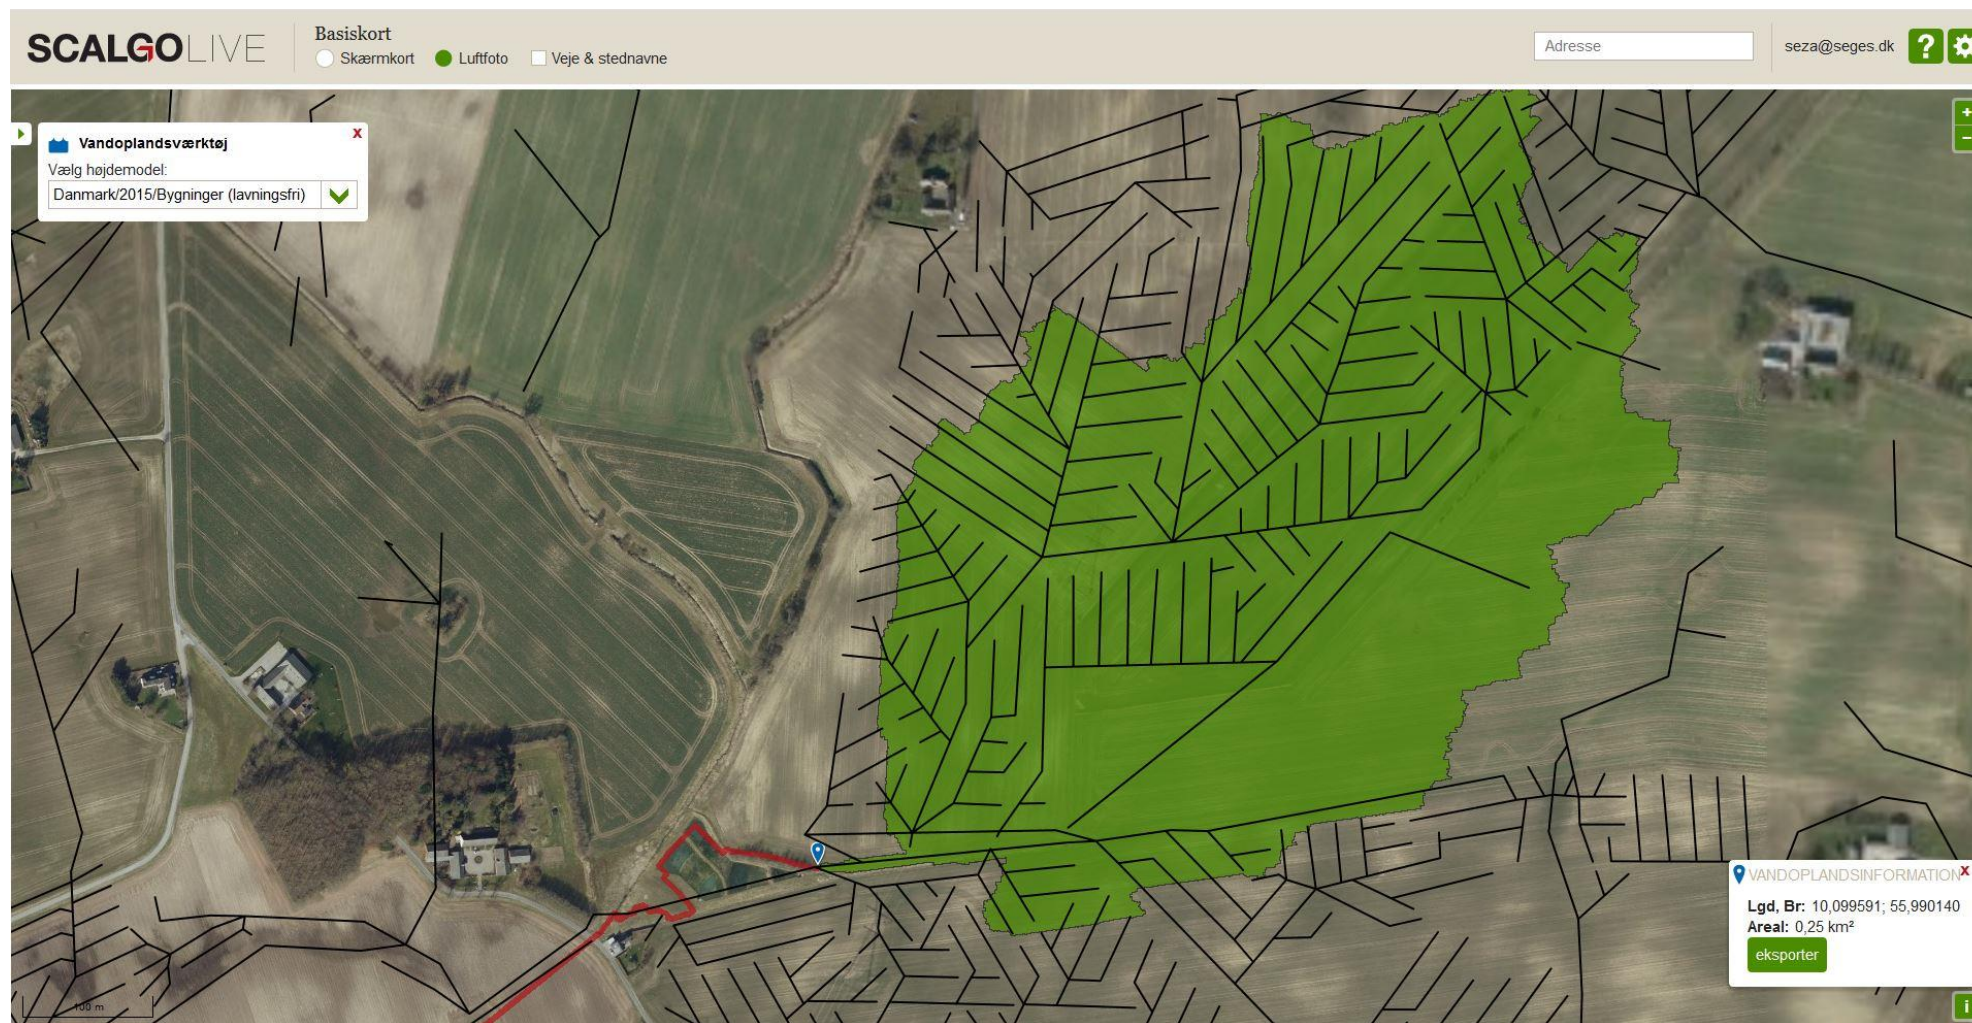 SCALGOLIVE
Basiskort
Skærmkort Luftfoto Veje & stednavne
Adresse
seza@seges.dk
?
+
-
Vandoplandsværktøj x
Vælg højdemodel:
Danmark/2015/Bygninger (lavningsfri)
VANDOPLANDSINFORMATION x
Lgd, Br: 10,099591; 55,990140
Areal: 0,25 km²
eksporter
100 m
i